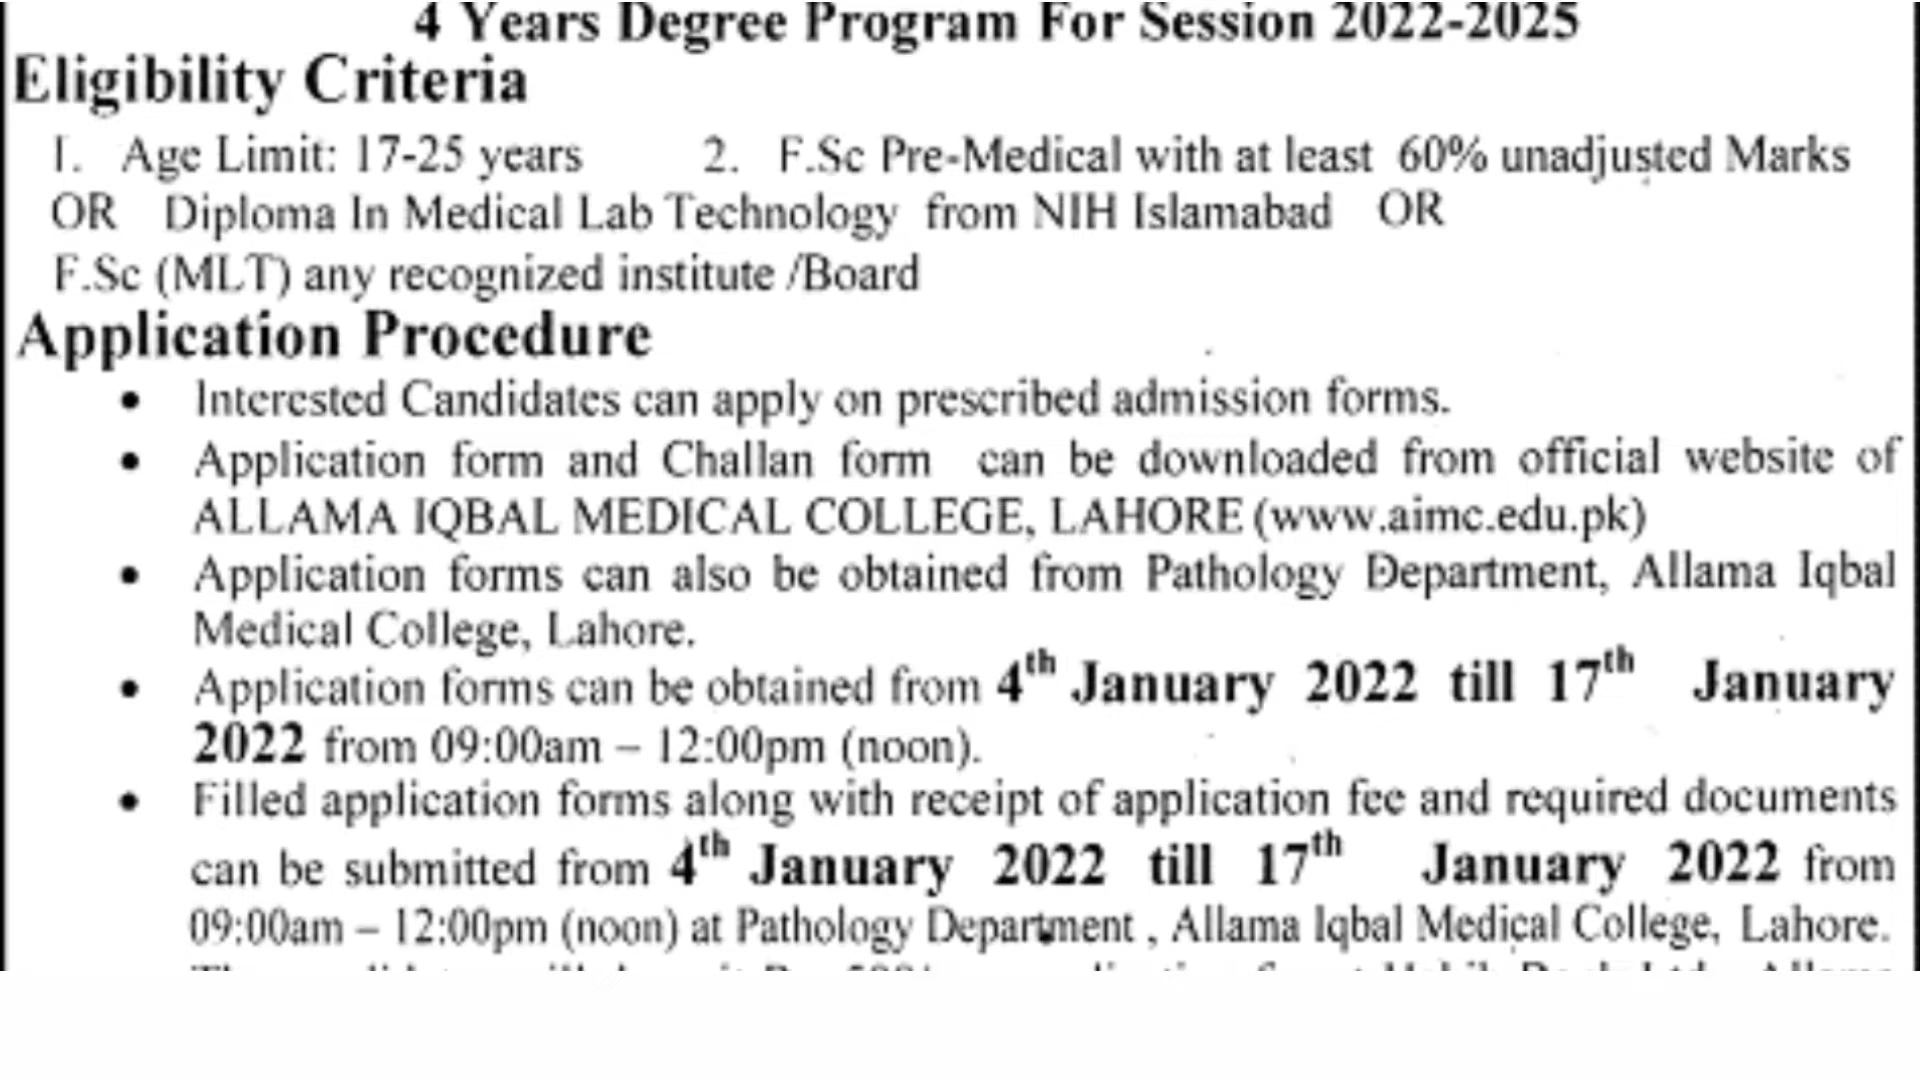 4 Years Degree Program For Session 2022-2025
Eligibility Criteria
1. Age Limit: 17-25 years 2. F.Sc Pre-Medical with at least 60% unadjusted Marks
OR Diploma In Medical Lab Technology from NIH Islamabad OR
F.Sc (MLT) any recognized institute /Board
Application Procedure
• Interested Candidates can apply on prescribed admission forms.
• Application form and Challan form can be downloaded from official website of
ALLAMA IQBAL MEDICAL COLLEGE, LAHORE (www.aimc.edu.pk)
• Application forms can also be obtained from Pathology Department, Allama Iqbal
Medical College, Lahore.
• Application forms can be obtained from 4th January 2022 till 17th January
2022 from 09:00am – 12:00pm (noon).
• Filled application forms along with receipt of application fee and required documents
can be submitted from 4th January 2022 till 17th January 2022 from
09:00am – 12:00pm (noon) at Pathology Department , Allama Iqbal Medical College, Lahore.